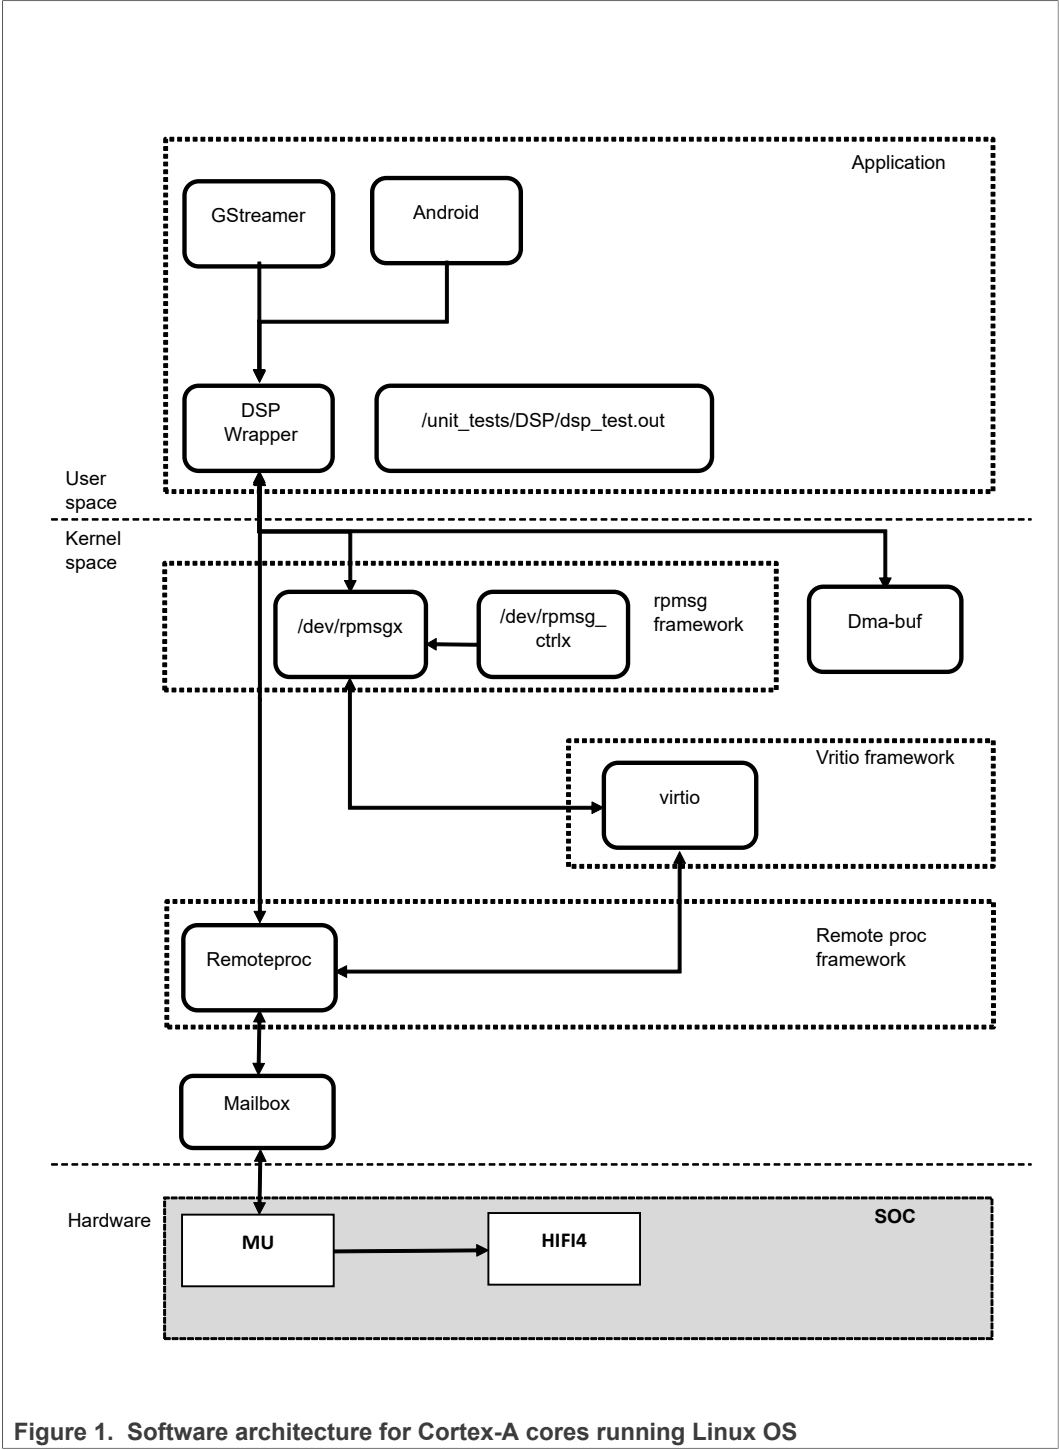 Application
GStreamer
Android
DSP
Wrapper
/unit_tests/DSP/dsp_test.out
User
space
Kernel
space
/dev/rpmsgx
/dev/rpmsg_
ctrlx
rpmsg
framework
Dma-buf
Vritio framework
virtio
Remoteproc
Remote proc
framework
Mailbox
Hardware
SOC
MU
HIFI4
Figure 1. Software architecture for Cortex-A cores running Linux OS